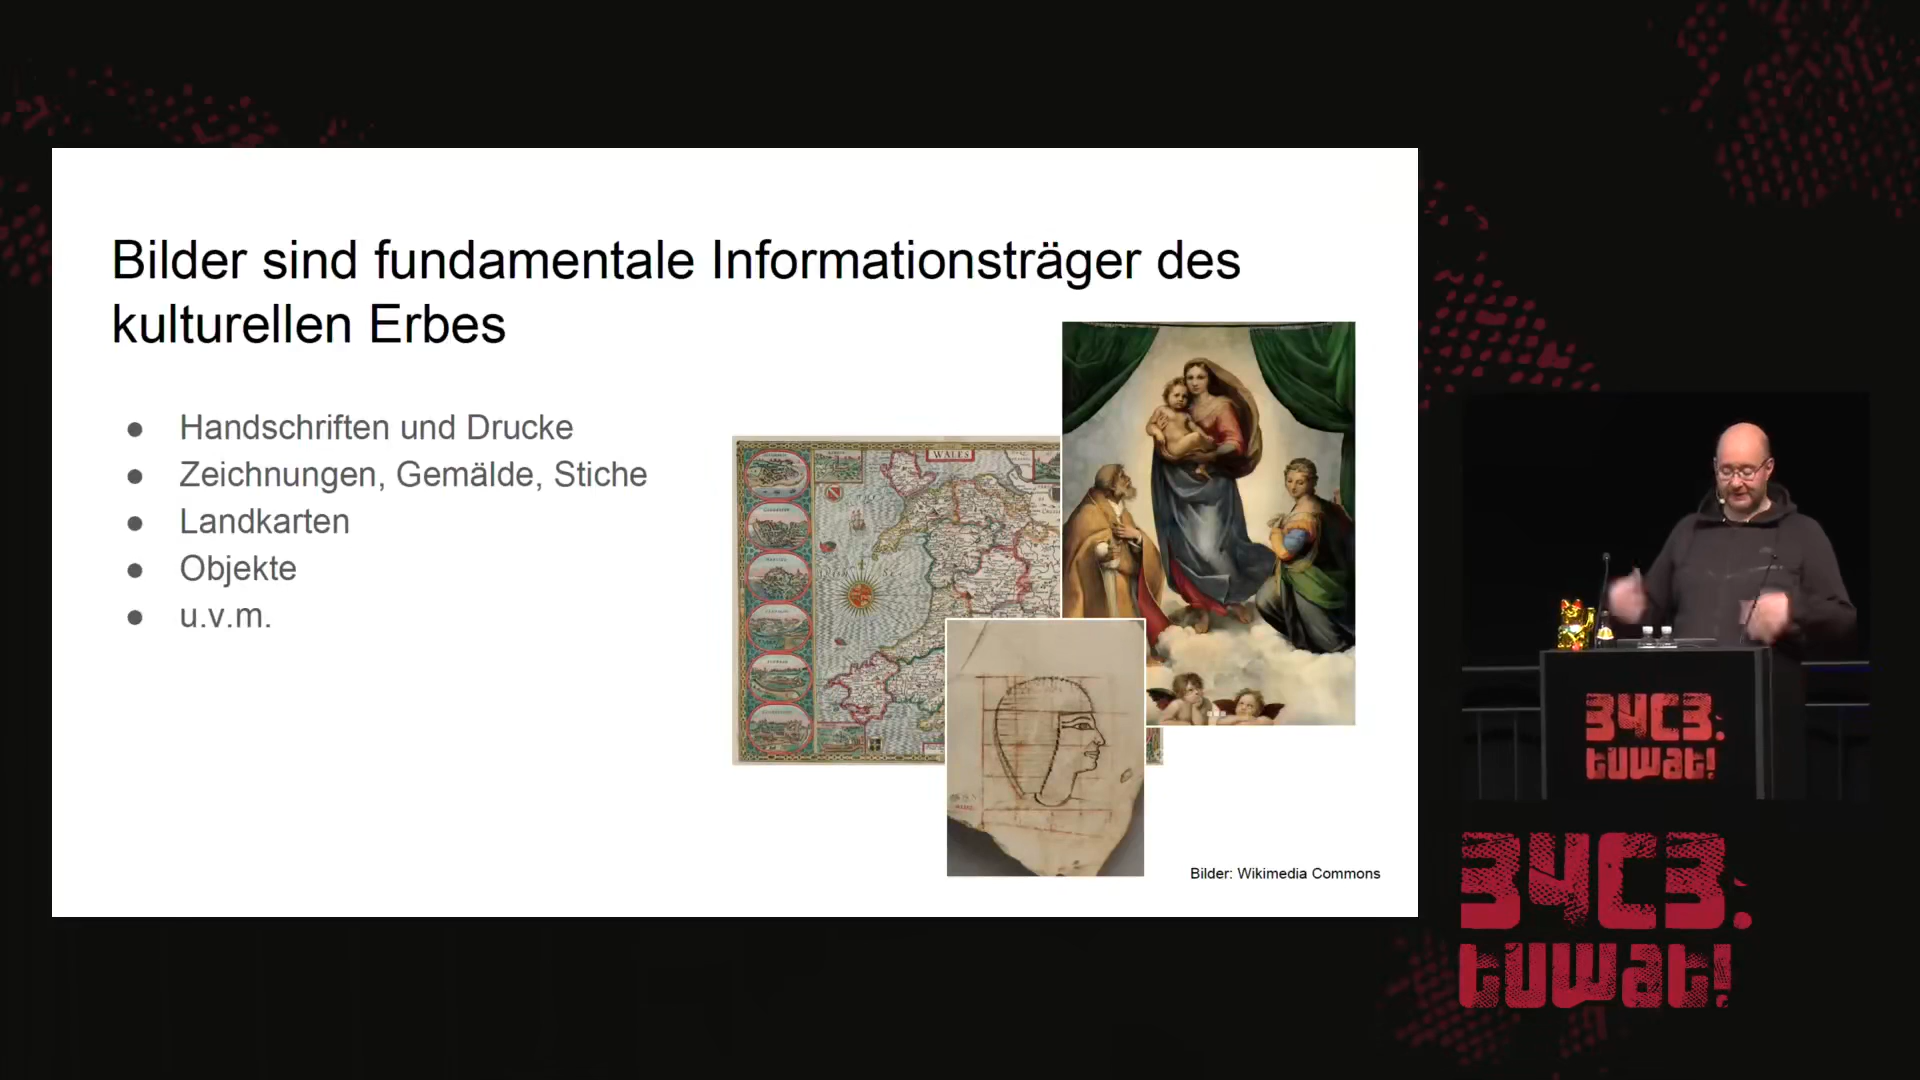 Bilder sind fundamentale Informationsträger des
kulturellen Erbes
● Handschriften und Drucke
● Zeichnungen, Gemälde, Stiche
● Landkarten
● Objekte
● u.v.m.
WALES
Bilder: Wikimedia Commons
34C3.
tuwat!
34C3.
tuwat!